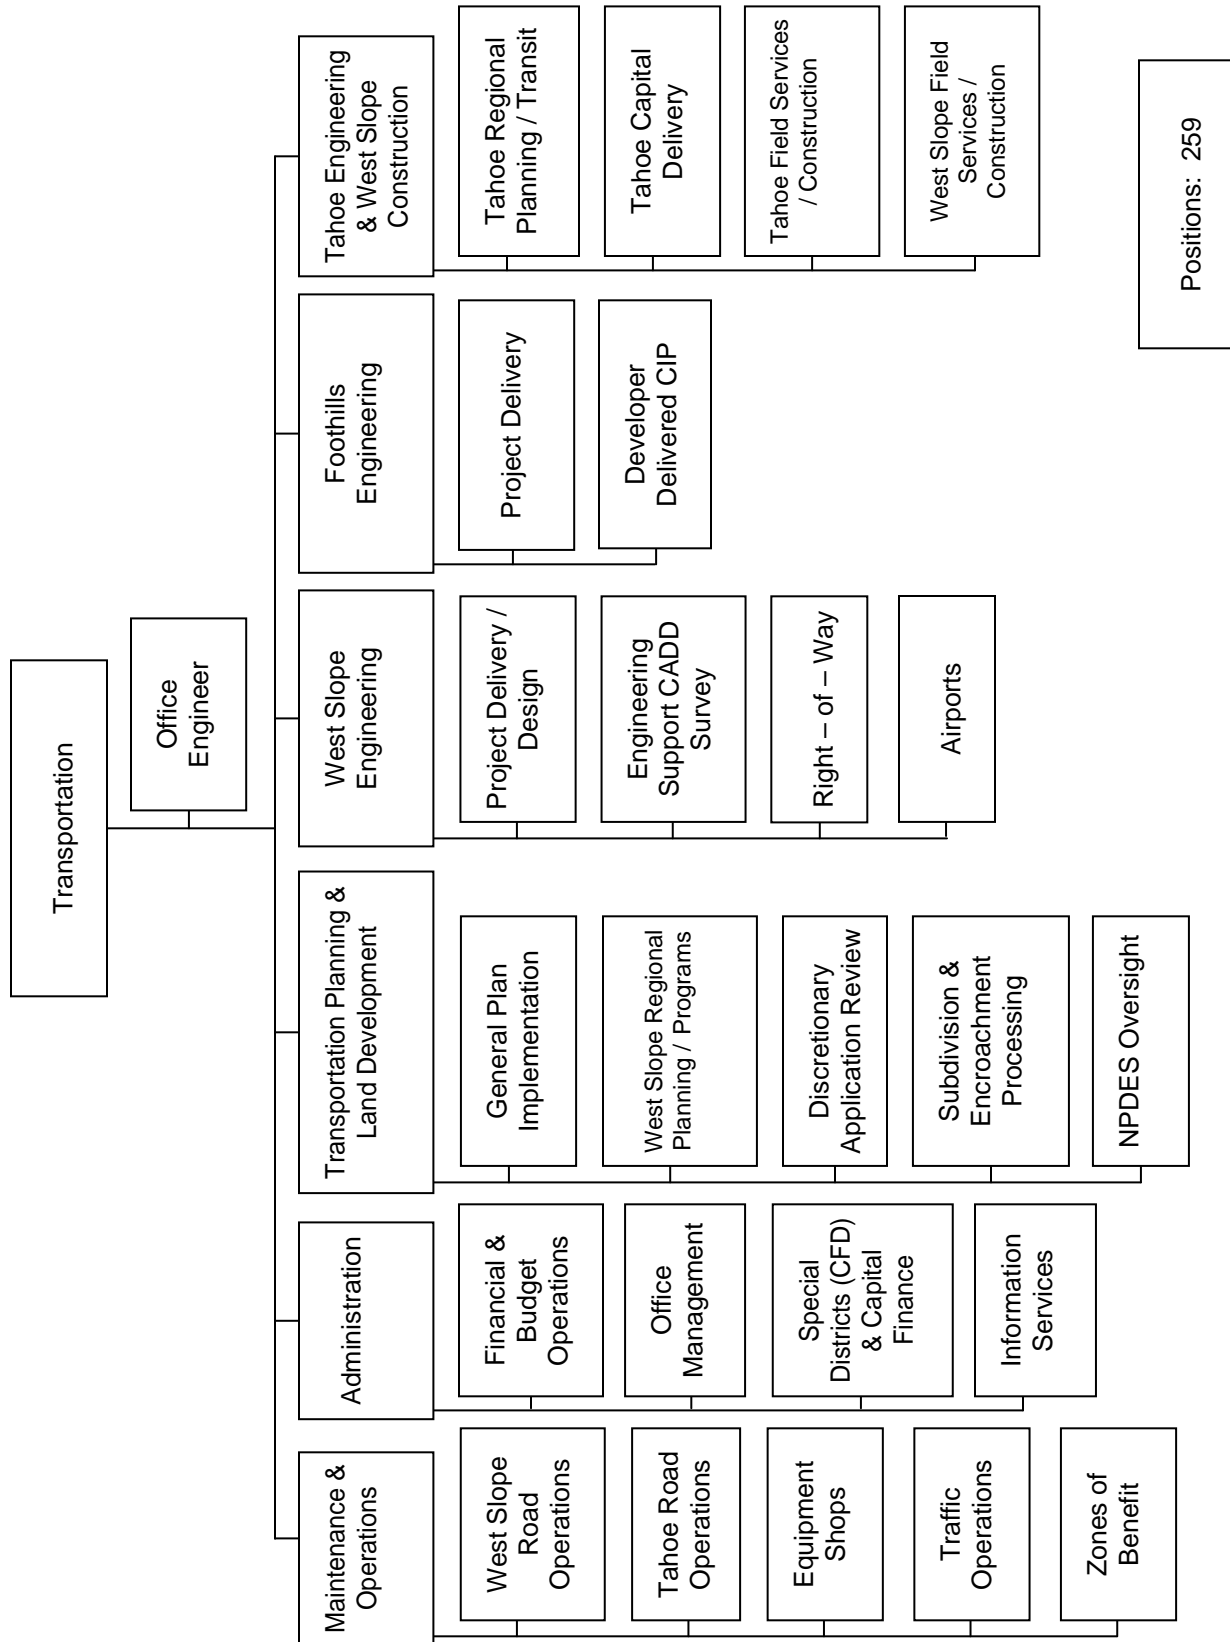 Transportation
Office
Engineer
Maintenance &
Operations
West Slope
Road
Operations
Tahoe Road
Operations
Equipment
Shops
Traffic
Operations
Zones of
Benefit
Administration
Financial &
Budget
Operations
Office
Management
Special
Districts (CFD)
& Capital
Finance
Information
Services
Transportation Planning &
Land Development
General Plan
Implementation
West Slope Regional
Planning / Programs
Discretionary
Application Review
Subdivision &
Encroachment
Processing
NPDES Oversight
West Slope
Engineering
Project Delivery /
Design
Engineering
Support CADD
Survey
Right – of – Way
Airports
Foothills
Engineering
Project Delivery
Developer
Delivered CIP
Tahoe Engineering
& West Slope
Construction
Tahoe Regional
Planning / Transit
Tahoe Capital
Delivery
Tahoe Field Services
/ Construction
West Slope Field
Services /
Construction
Positions: 259